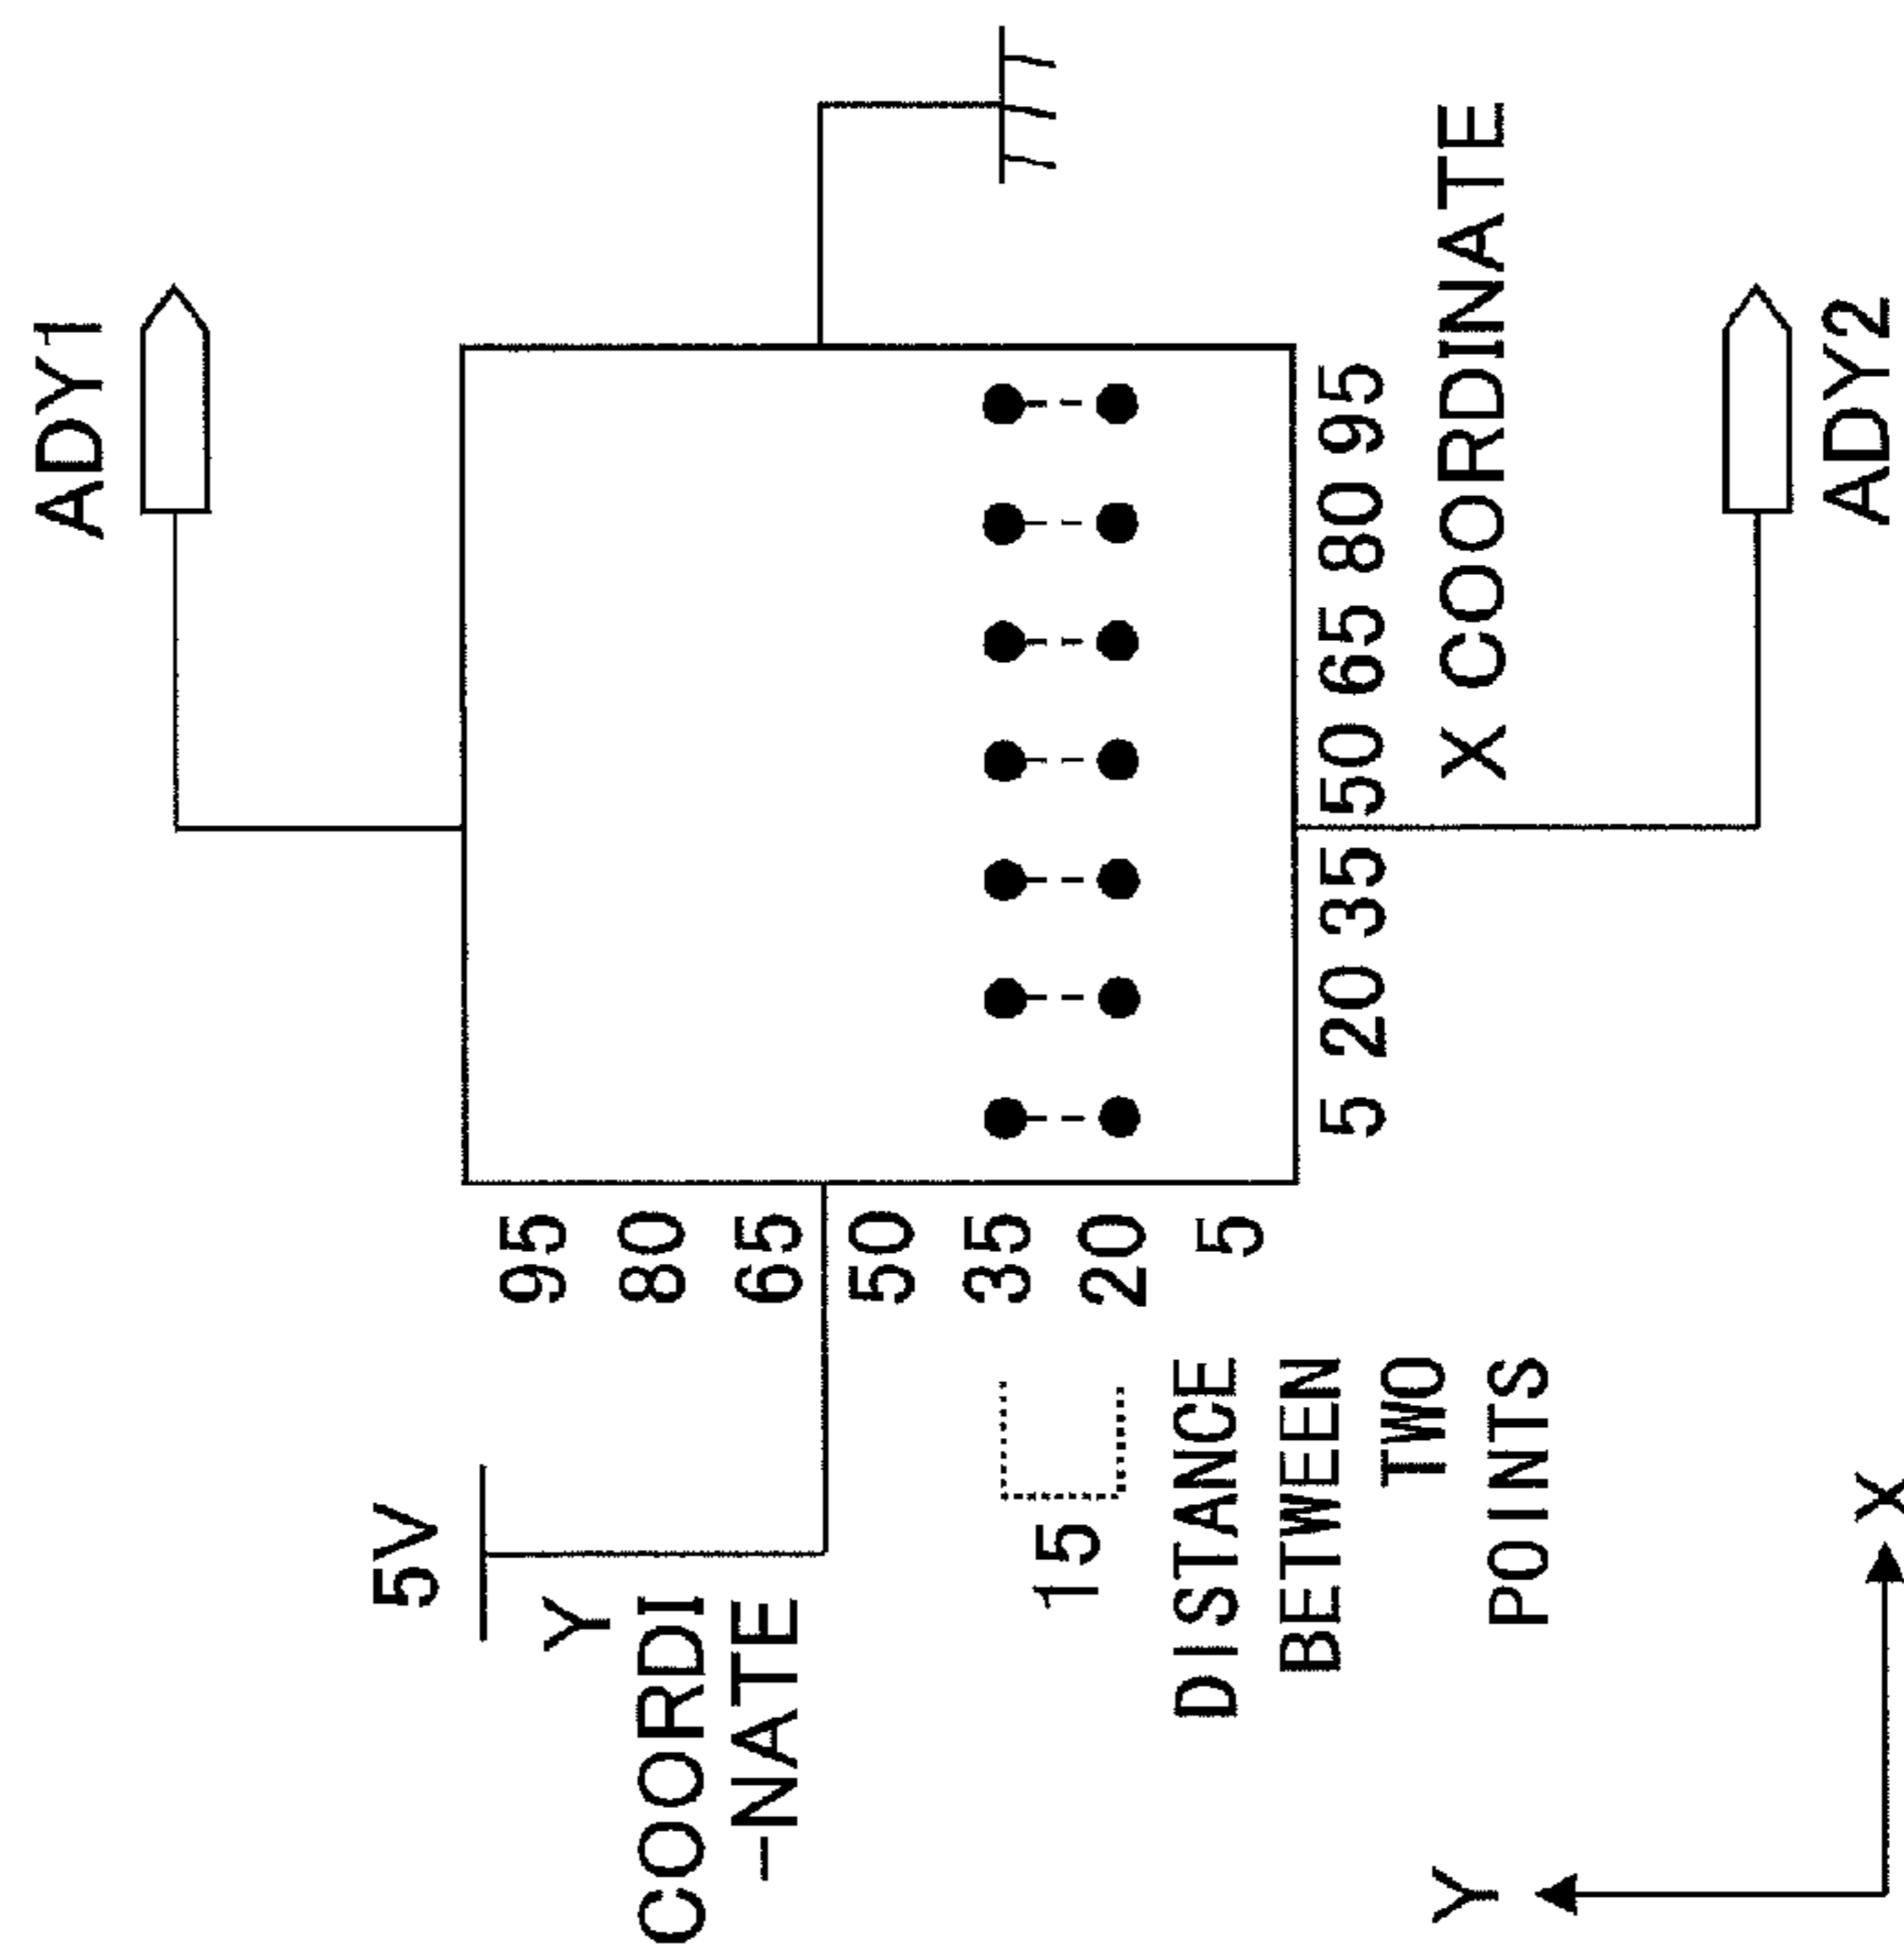 ADY1
5V
Y
COORDI
-NATE
95
80
65
50
35
20
5
15
DISTANCE
BETWEEN
TWO
POINTS
5 20 35 50 65 80 95
X COORDINATE
Y
X
ADY2